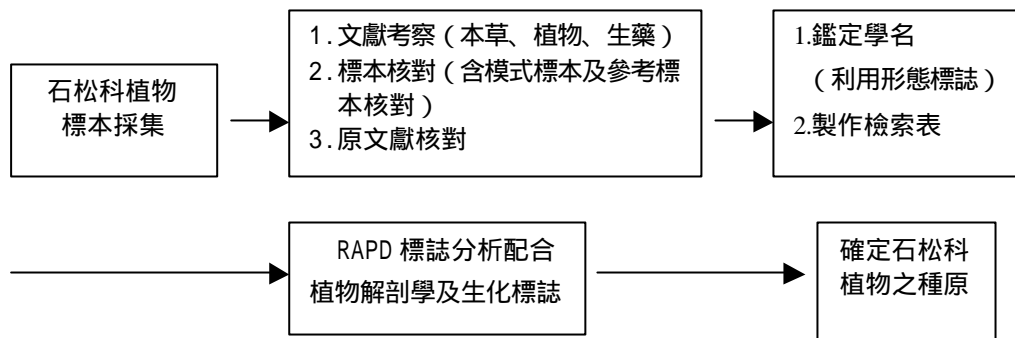 石松科植物
標本採集
1.文獻考察(本草、植物、生藥)
2.標本核對(含模式標本及參考標
本核對)
3.原文獻核對
1.鑑定學名
(利用形態標誌)
2.製作檢索表
RAPD 標誌分析配合
植物解剖學及生化標誌
確定石松科
植物之種原